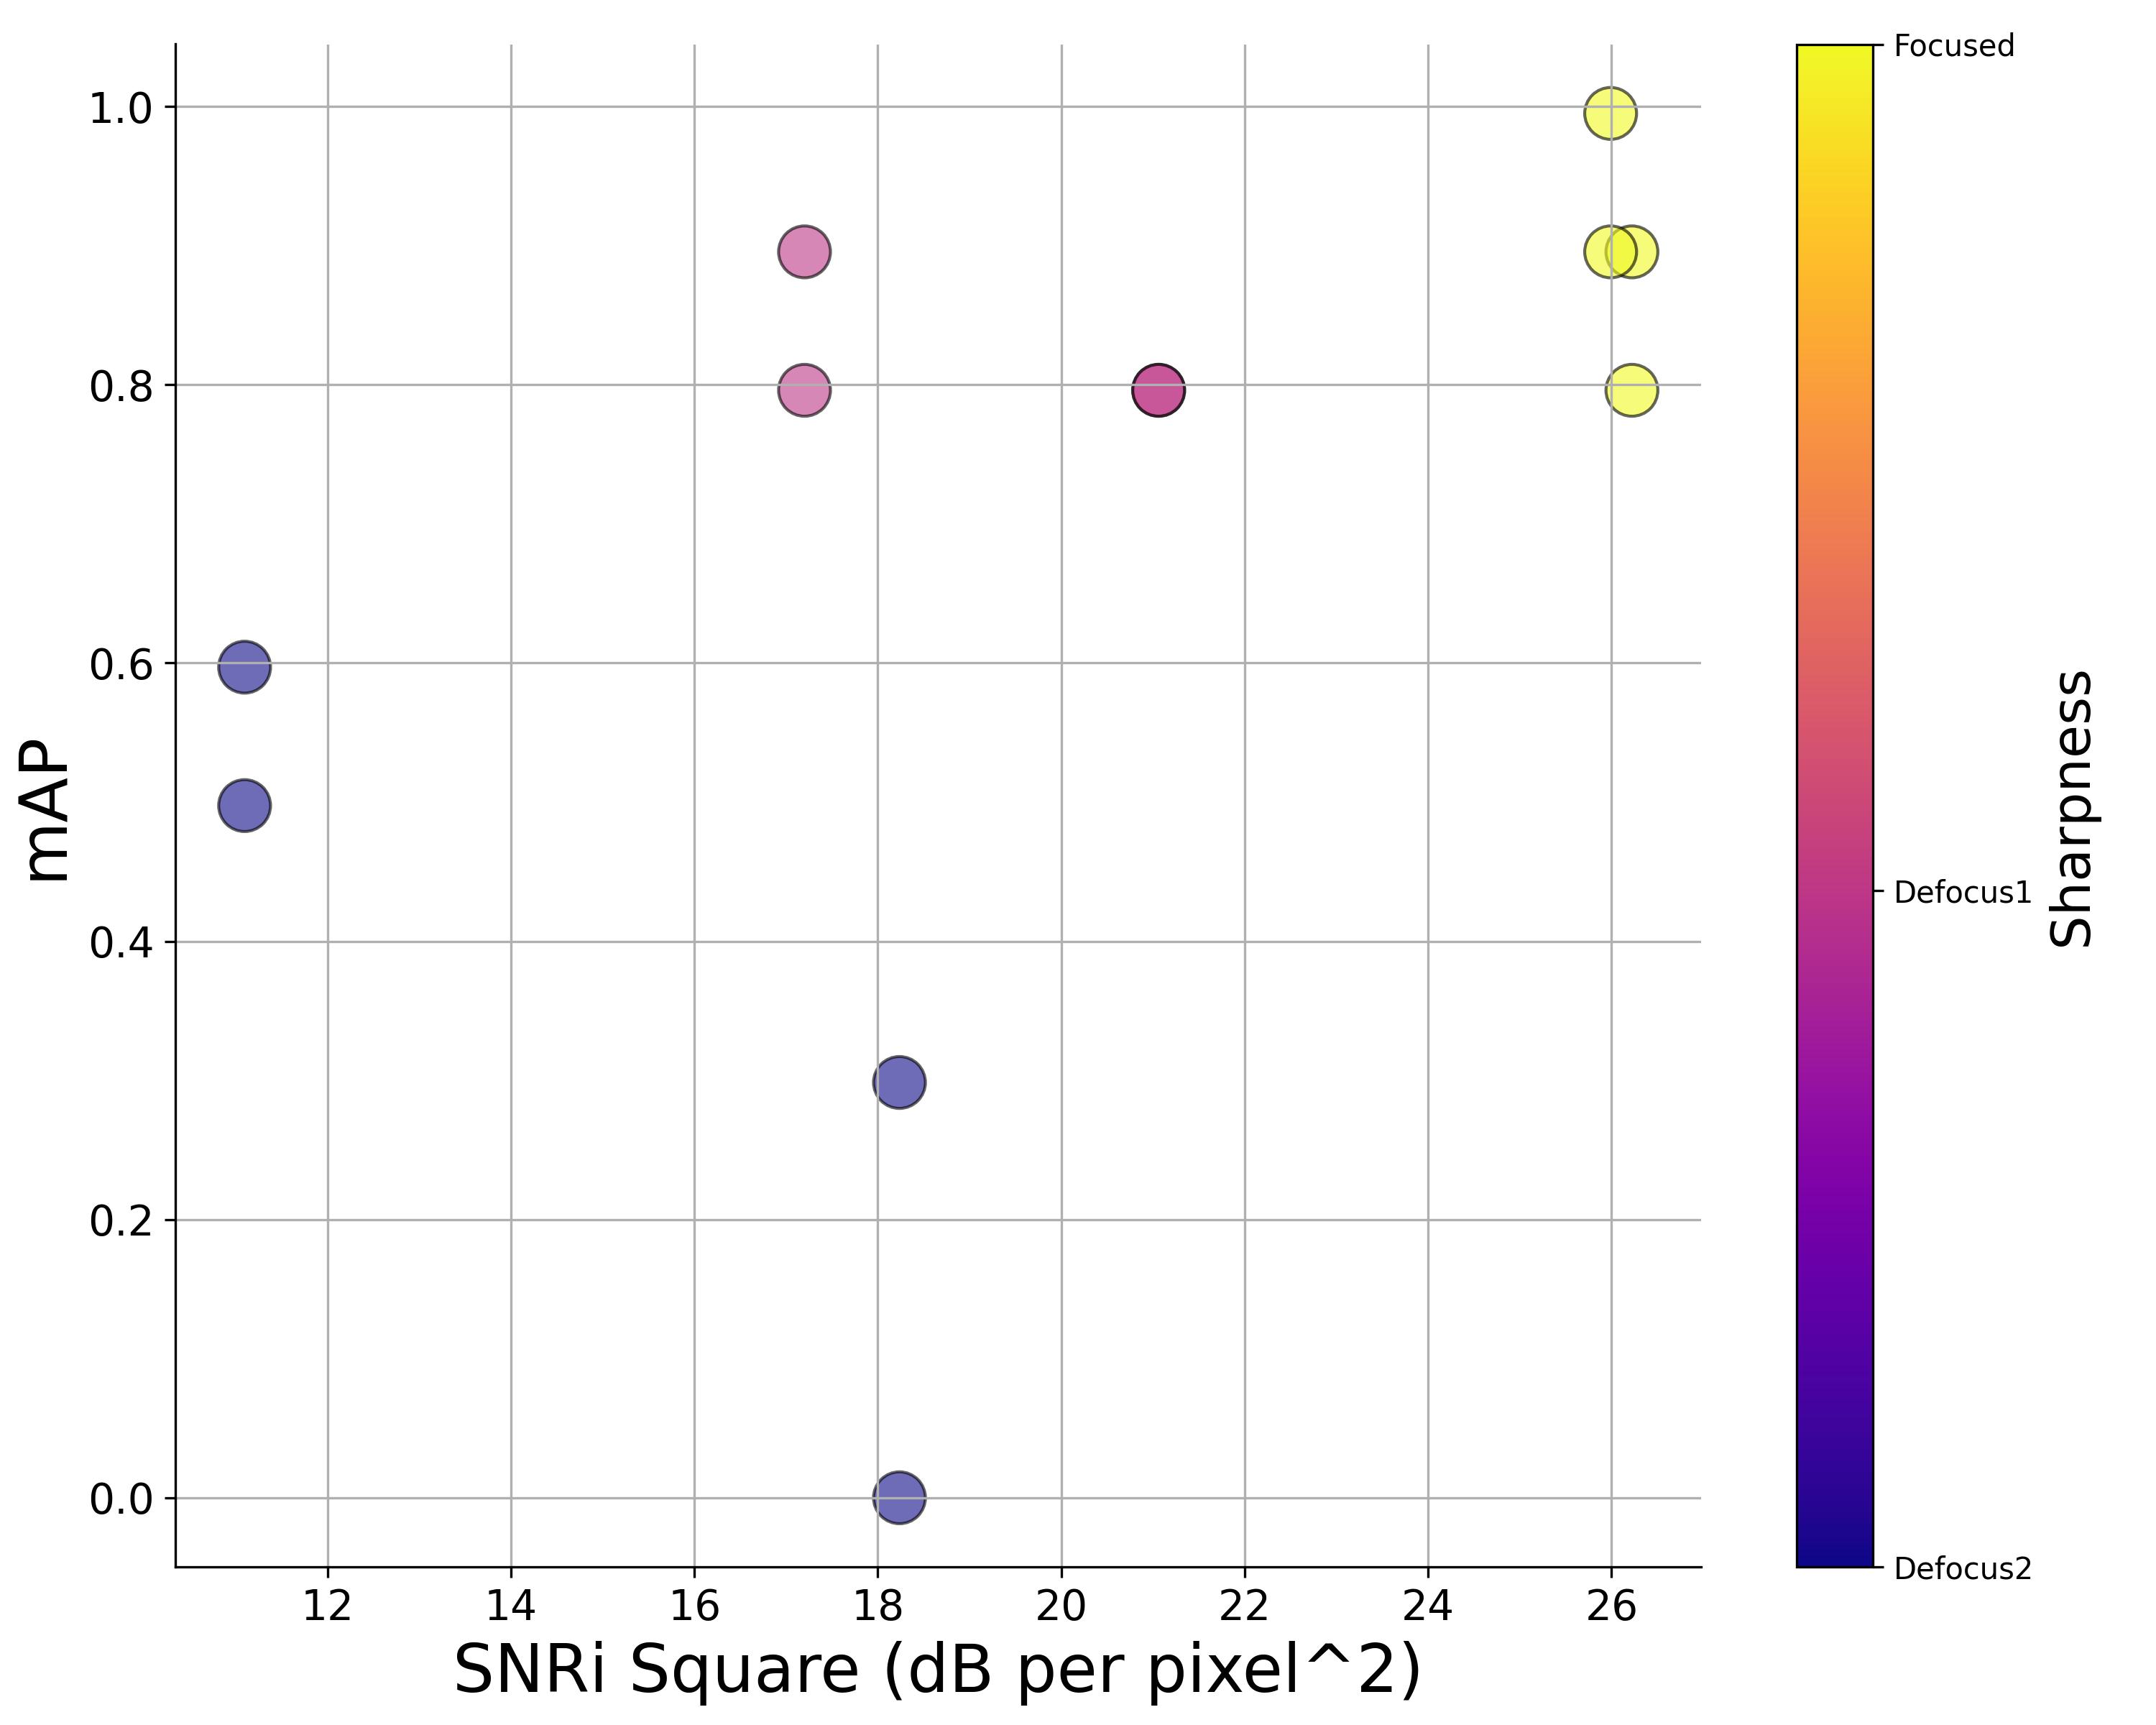 mAP
1.0
0.8
0.6
0.4
0.2
0.0
12 14 16 18 20 22 24 26
SNRi Square (dB per pixel^2)
Focused
Defocus1
Defocus2
Sharpness